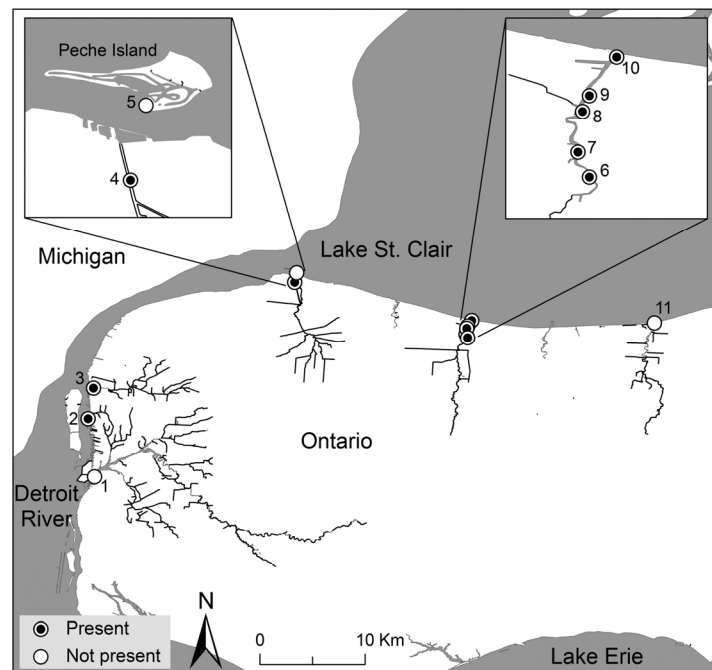 Peche Island
5
4
10
9
8
7
6
Michigan
Lake St. Clair
11
3
2
Ontario
1
Detroit
River
N
Present
Not present
0
10 Km
Lake Erie